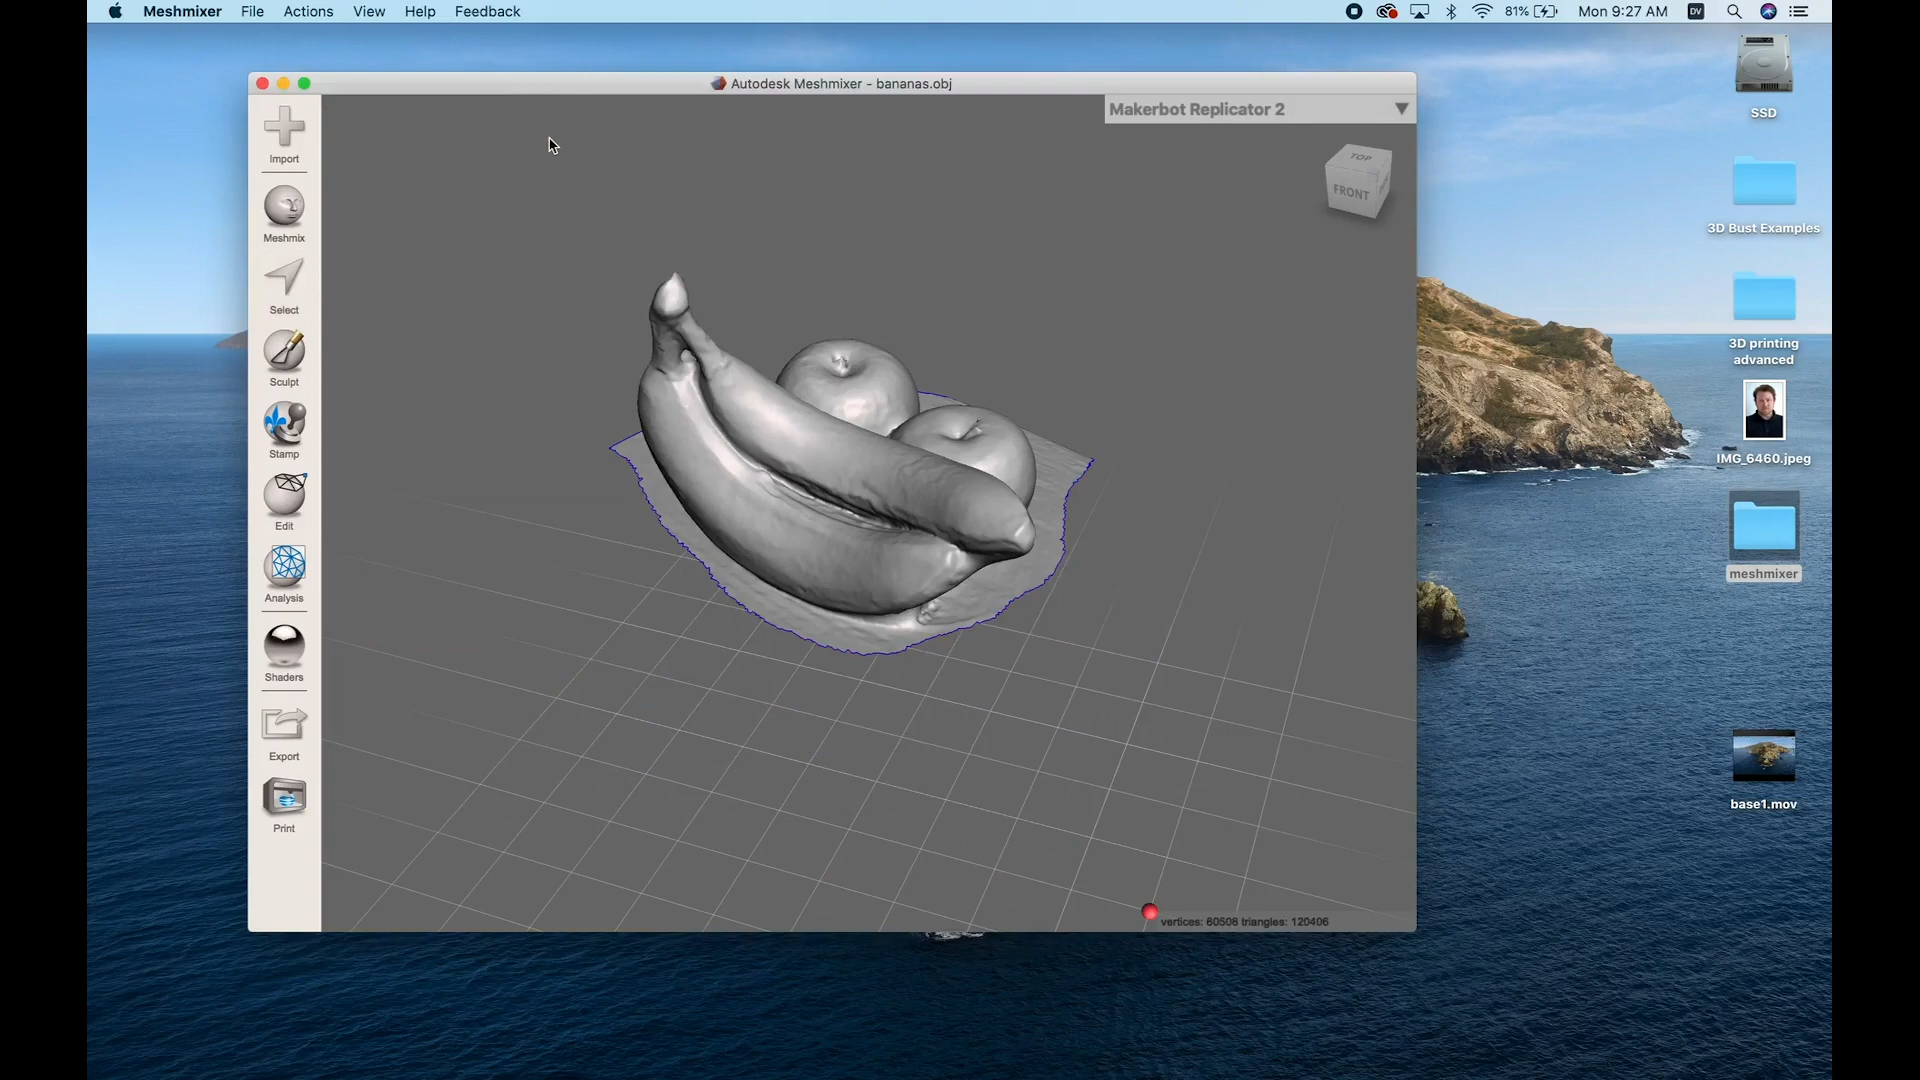 Meshmixer File Actions View Help Feedback 81% Mon 9:27 AM DV
Autodesk Meshmixer - bananas.obj
Makerbot Replicator 2
Import
Meshmix
Select
Sculpt
Stamp
Edit
Analysis
Shaders
Export
Print
TOP
FRONT
vertices: 60508 triangles: 120406
SSD
3D Bust Examples
3D printing
advanced
IMG_6460.jpeg
meshmixer
base1.mov